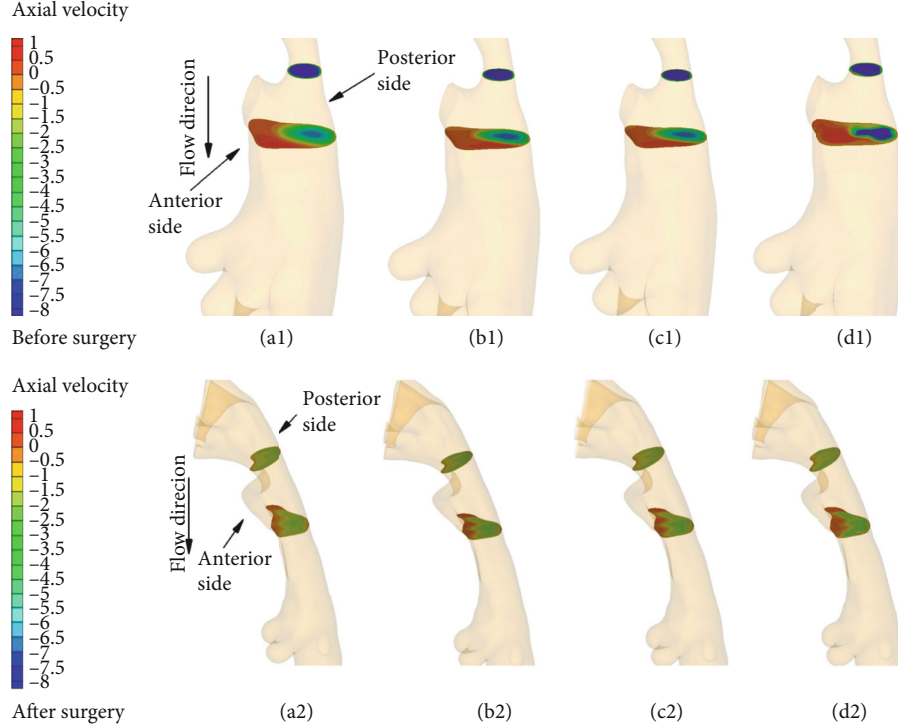 Axial velocity
1
0.5
0
−0.5
−1
−1.5
−2
−2.5
−3
−3.5
−4
−4.5
−5
−5.5
−6
−6.5
−7
−7.5
−8
Flow direcion
Posterior
side
Anterior
side
Before surgery
(a1)
(b1)
(c1)
(d1)
Axial velocity
1
0.5
0
−0.5
−1
−1.5
−2
−2.5
−3
−3.5
−4
−4.5
−5
−5.5
−6
−6.5
−7
−7.5
−8
Flow direcion
Posterior
side
Anterior
side
After surgery
(a2)
(b2)
(c2)
(d2)